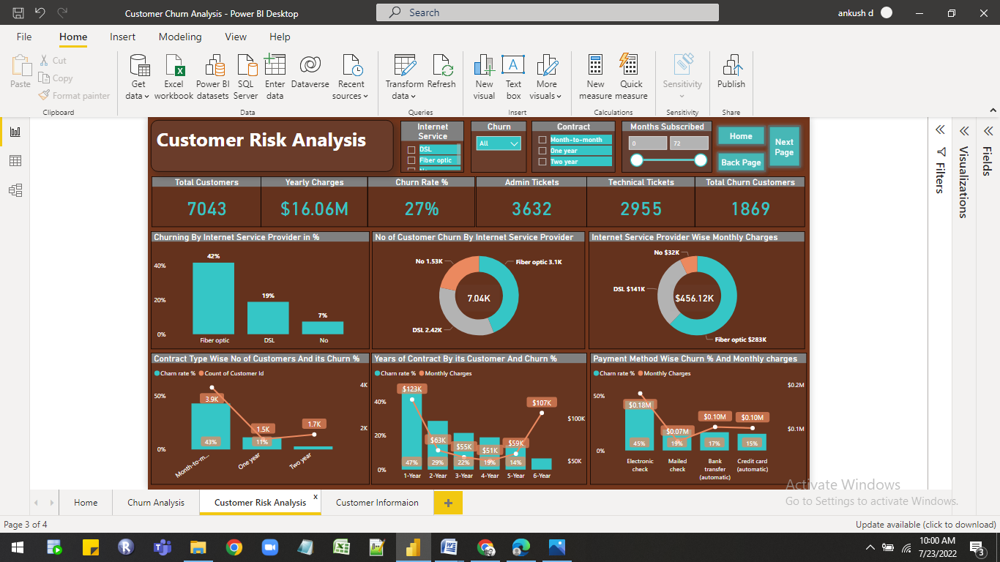 Customer Churn Analysis - Power BI Desktop
Search
ankush d
File Home Insert Modeling View Help
Paste
Cut
Copy
Format painter
Clipboard
Get data
Excel workbook
Power BI datasets
SQL Server
Enter data
Dataverse
Recent sources
Data
Transform data
Refresh
Queries
New visual
Text box
More visuals
Insert
New measure
Quick measure
Calculations
Sensitivity
Sensitivity
Publish
Share
Customer Risk Analysis
Internet Service
DSL
Fiber optic
Churn
All
Contract
Month-to-month
One year
Two year
Months Subscribed
0 72
Home
Back Page
Next Page
Filters
Visualizations
Fields
Total Customers
7043
Yearly Charges
$16.06M
Churn Rate %
27%
Admin Tickets
3632
Technical Tickets
2955
Total Churn Customers
1869
Churning By Internet Service Provider in %
40%
20%
0%
42%
19%
7%
Fiber optic DSL No
No of Customer Churn By Internet Service Provider
No 1.53K
Fiber optic 3.1K
7.04K
DSL 2.42K
Internet Service Provider Wise Monthly Charges
No $32K
DSL $141K
$456.12K
Fiber optic $283K
Contract Type Wise No of Customers And its Churn %
Charn rate % Count of Customer Id
50%
0%
4K
2K
3.9K
1.5K
1.7K
43%
11%
Month-to-m... One year Two year
Years of Contract By its Customer And Churn %
Charn rate % Monthly Charges
40%
20%
0%
$100K
$50K
$123K
$63K
$55K
$51K
$59K
$107K
47% 29% 22% 19% 14%
1-Year 2-Year 3-Year 4-Year 5-Year 6-Year
Payment Method Wise Churn % And Monthly charges
Charn rate % Monthly Charges
50%
0%
$0.2M
$0.1M
$0.18M
$0.07M
$0.10M
$0.10M
45% 19% 17% 15%
Electronic check
Mailed check
Bank transfer (automatic)
Credit card (automatic)
Activate Windows
Go to Settings to activate Windows.
Home
Churn Analysis
Customer Risk Analysis
x
Customer Informaion
+
Page 3 of 4
Update available (click to download)
10:00 AM
7/23/2022
3